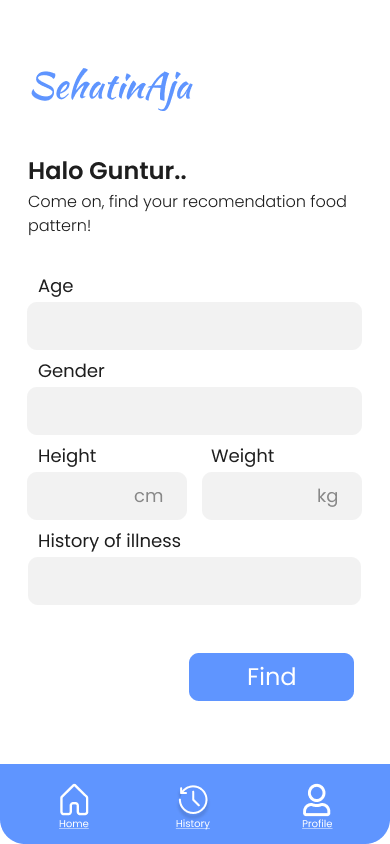 SehatinAja
Halo Guntur..
Come on, find your recomendation food
pattern!
Age
Gender
Height Weight
cm kg
History of illness
Find
Home History Profile